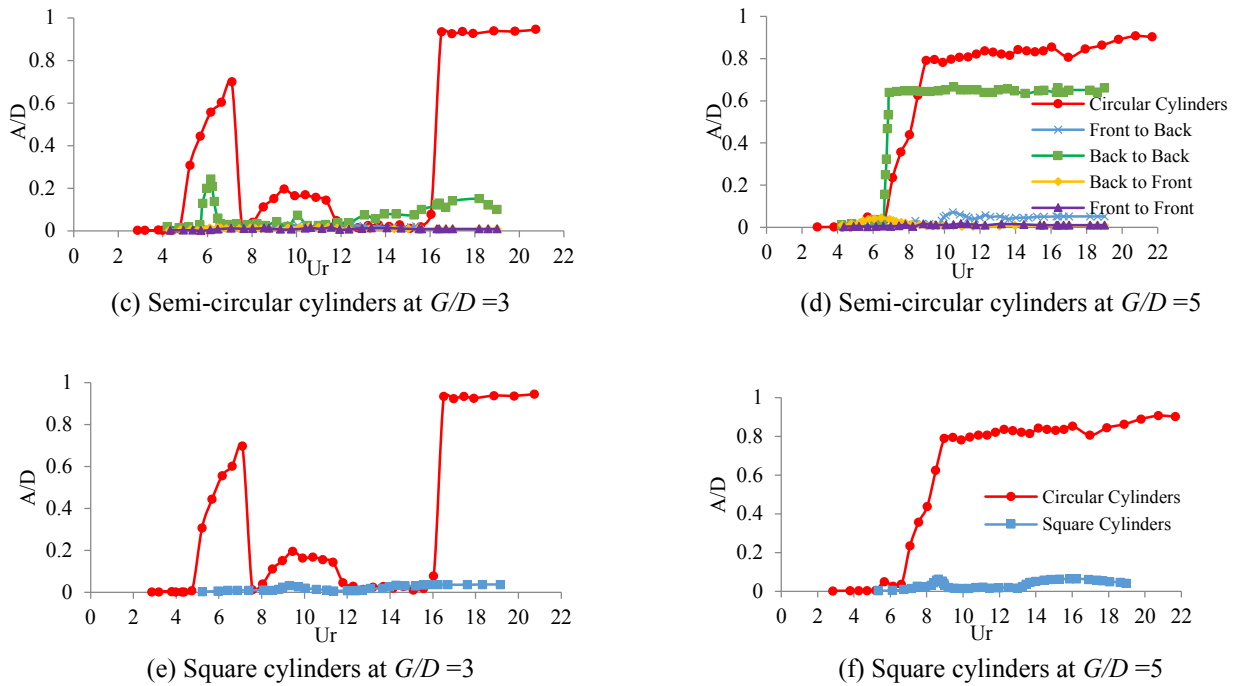 1
0.8
0.6
0.4
0.2
0
A/D
0 2 4 6 8 10 12 14 16 18 20 22
Ur
(c) Semi-circular cylinders at G/D =3
1
0.8
0.6
0.4
0.2
0
A/D
0 2 4 6 8 10 12 14 16 18 20 22
Ur
Circular Cylinders
Front to Back
Back to Back
Back to Front
Front to Front
(d) Semi-circular cylinders at G/D =5
1
0.8
0.6
0.4
0.2
0
A/D
0 2 4 6 8 10 12 14 16 18 20 22
Ur
(e) Square cylinders at G/D =3
1
0.8
0.6
0.4
0.2
0
A/D
0 2 4 6 8 10 12 14 16 18 20 22
Ur
Circular Cylinders
Square Cylinders
(f) Square cylinders at G/D =5